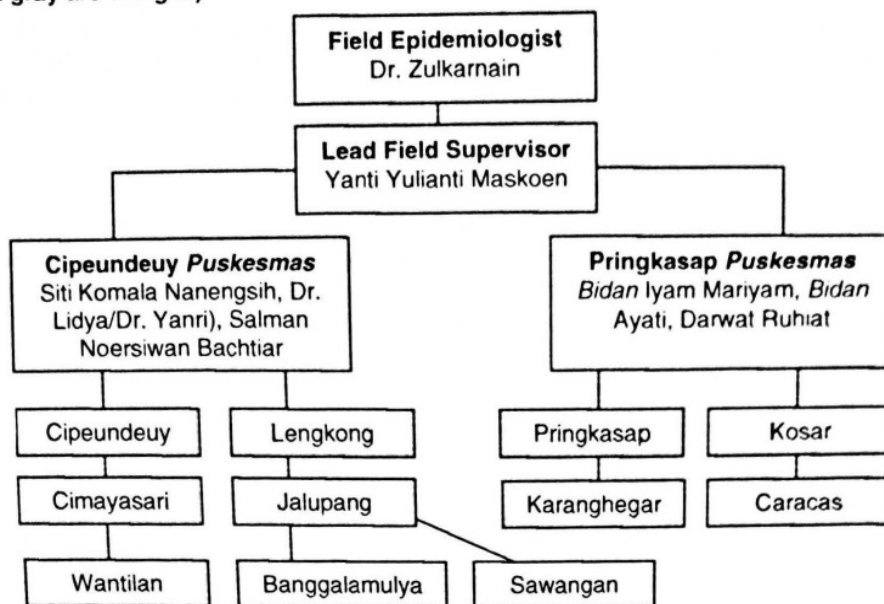 Field Epidemiologist
Dr. Zulkarnain
Lead Field Supervisor
Yanti Yulianti Maskoen
Cipeundeuy Puskesmas
Siti Komala Nanengsih, Dr.
Lidya/Dr. Yanri), Salman
Noersiwan Bachtiar
Pringkasap Puskesmas
Bidan Iyam Mariyam, Bidan
Ayati, Darwat Ruhiat
Cipeundeuy
Lengkong
Pringkasap
Kosar
Cimayasari
Jalupang
Karanghegar
Caracas
Wantilan
Banggalamulya
Sawangan